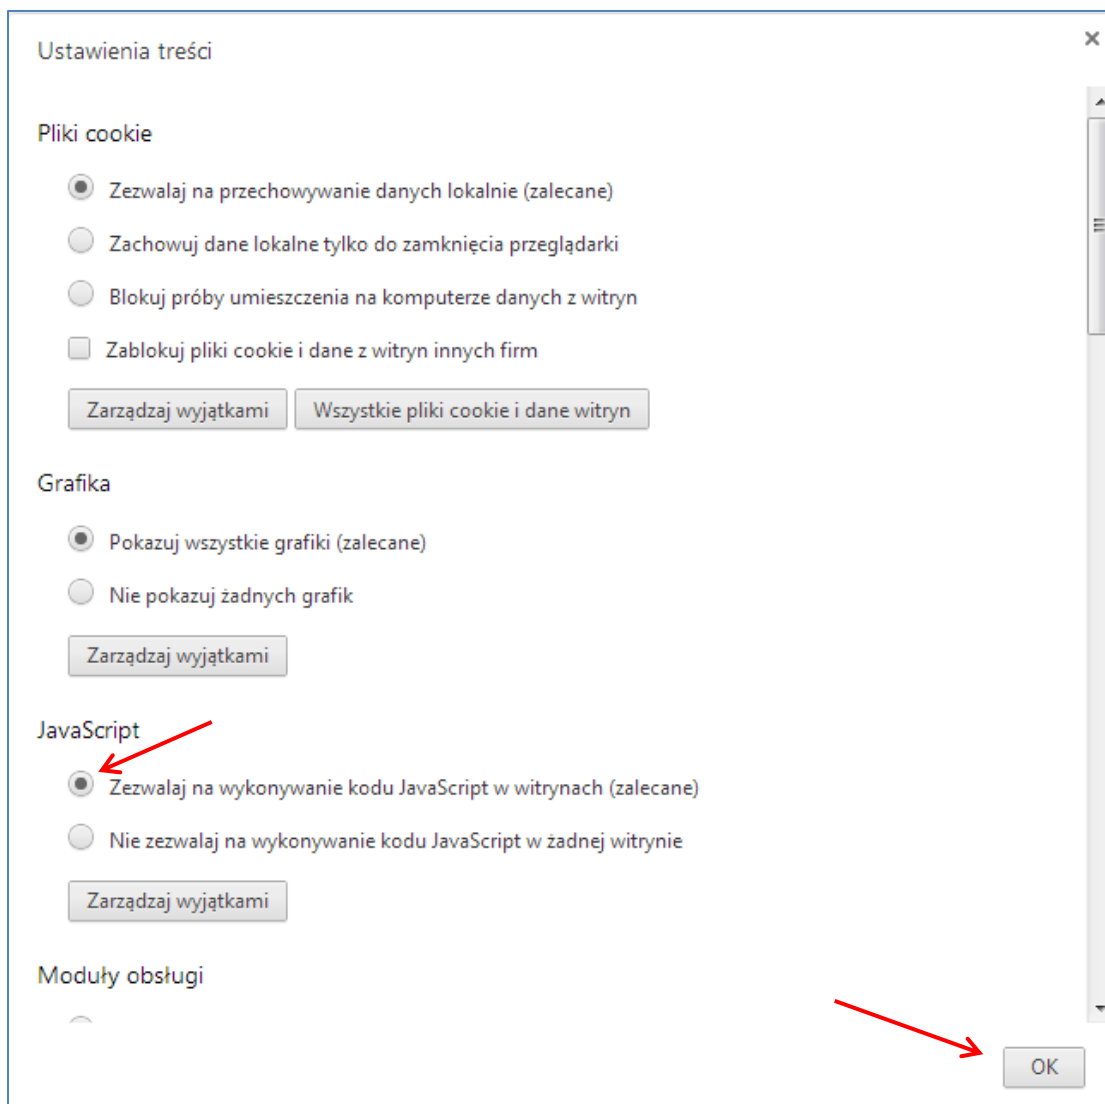 Ustawienia treści
Pliki cookie
Zezwalaj na przechowywanie danych lokalnie (zalecane)
Zachowuj dane lokalne tylko do zamknięcia przeglądarki
Blokuj próby umieszczenia na komputerze danych z witryn
Zablokuj pliki cookie i dane z witryn innych firm
Zarządzaj wyjątkami Wszystkie pliki cookie i dane witryn
Grafika
Pokazuj wszystkie grafiki (zalecane)
Nie pokazuj żadnych grafik
Zarządzaj wyjątkami
JavaScript
Zezwalaj na wykonywanie kodu JavaScript w witrynach (zalecane)
Nie zezwalaj na wykonywanie kodu JavaScript w żadnej witrynie
Zarządzaj wyjątkami
Moduły obsługi
OK